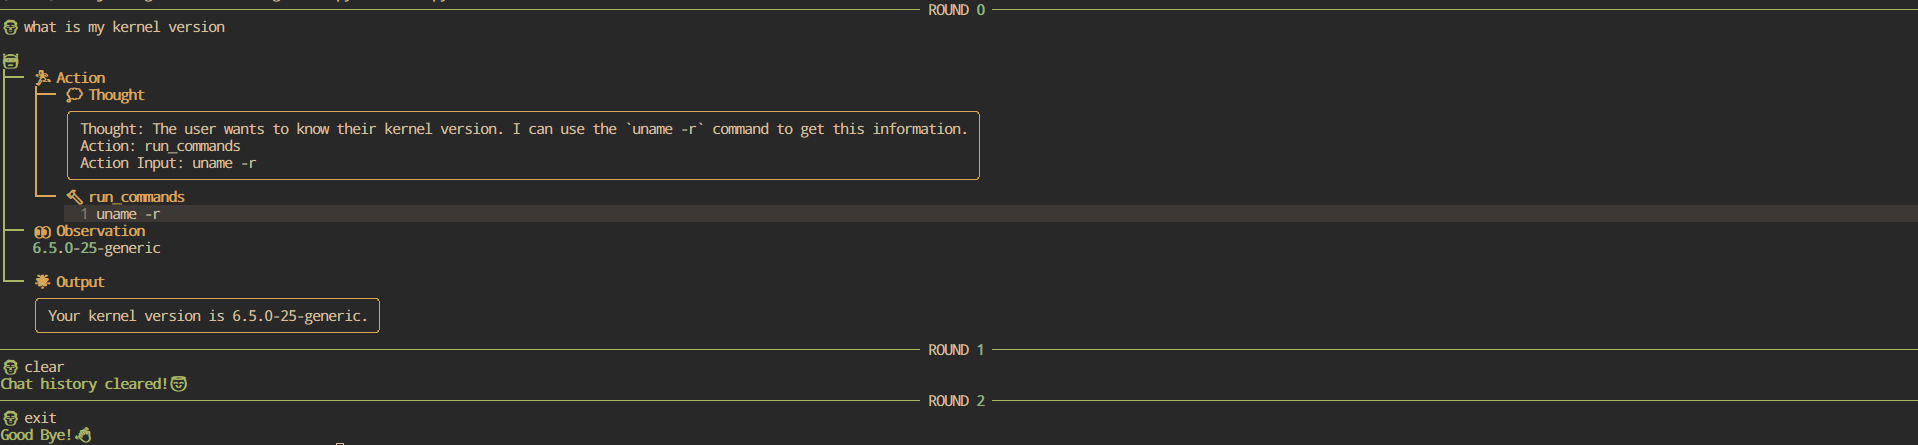 ROUND 0
what is my kernel version
Action
Thought
Thought: The user wants to know their kernel version. I can use the `uname -r` command to get this information.
Action: run_commands
Action Input: uname -r
run_commands
1 uname -r
Observation
6.5.0-25-generic
Output
Your kernel version is 6.5.0-25-generic.
ROUND 1
clear
Chat history cleared!
ROUND 2
exit
Good Bye!